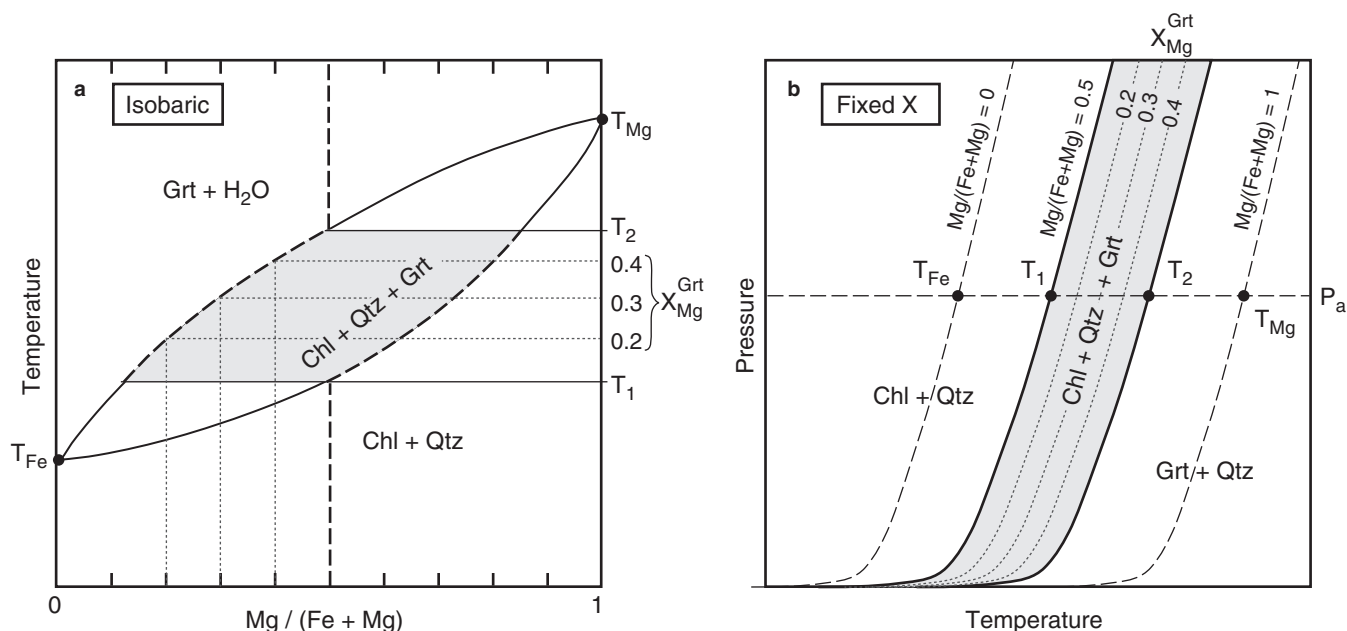 a
Isobaric
T_Mg
Grt + H₂O
T₂
0.4
0.3
0.2
X_Mg^Grt
Chl + Qtz + Grt
T₁
Chl + Qtz
T_Fe
Temperature
0
1
Mg / (Fe + Mg)
X_Mg^Grt
b
Fixed X
Mg/(Fe+Mg) = 0
Mg/(Fe+Mg) = 0.5
0.2
0.3
0.4
Mg/(Fe+Mg) = 1
T_Fe
T₁
T₂
T_Mg
P_a
Chl + Qtz + Grt
Chl + Qtz
Grt + Qtz
Pressure
Temperature